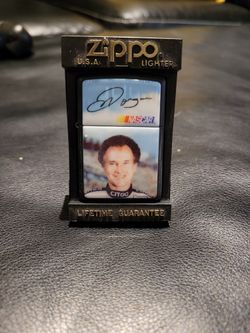 Zippo
U.S.A. LIGHTER
NASCAR
CITGO
LIFETIME GUARANTEE